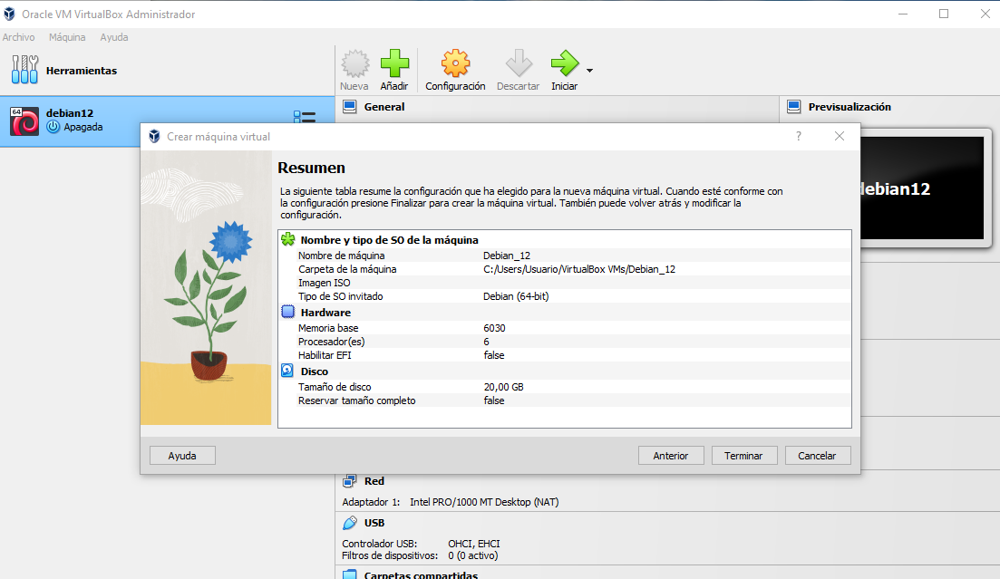 Oracle VM VirtualBox Administrador
Archivo Máquina Ayuda
Herramientas
Nueva Añadir Configuración Descartar Iniciar
64
debian12
Apagada
General
Previsualización
debian12
Crear máquina virtual ?
Resumen
La siguiente tabla resume la configuración que ha elegido para la nueva máquina virtual. Cuando esté conforme con
la configuración presione Finalizar para crear la máquina virtual. También puede volver atrás y modificar la
configuración.
Nombre y tipo de SO de la máquina
Nombre de máquina Debian_12
Carpeta de la máquina C:/Users/Usuario/VirtualBox VMs/Debian_12
Imagen ISO
Tipo de SO invitado Debian (64-bit)
Hardware
Memoria base 6030
Procesador(es) 6
Habilitar EFI false
Disco
Tamaño de disco 20,00 GB
Reservar tamaño completo false
Ayuda Anterior Terminar Cancelar
Red
Adaptador 1: Intel PRO/1000 MT Desktop (NAT)
USB
Controlador USB: OHCI, EHCI
Filtros de dispositivos: 0 (0 activo)
Carpetas compartidas